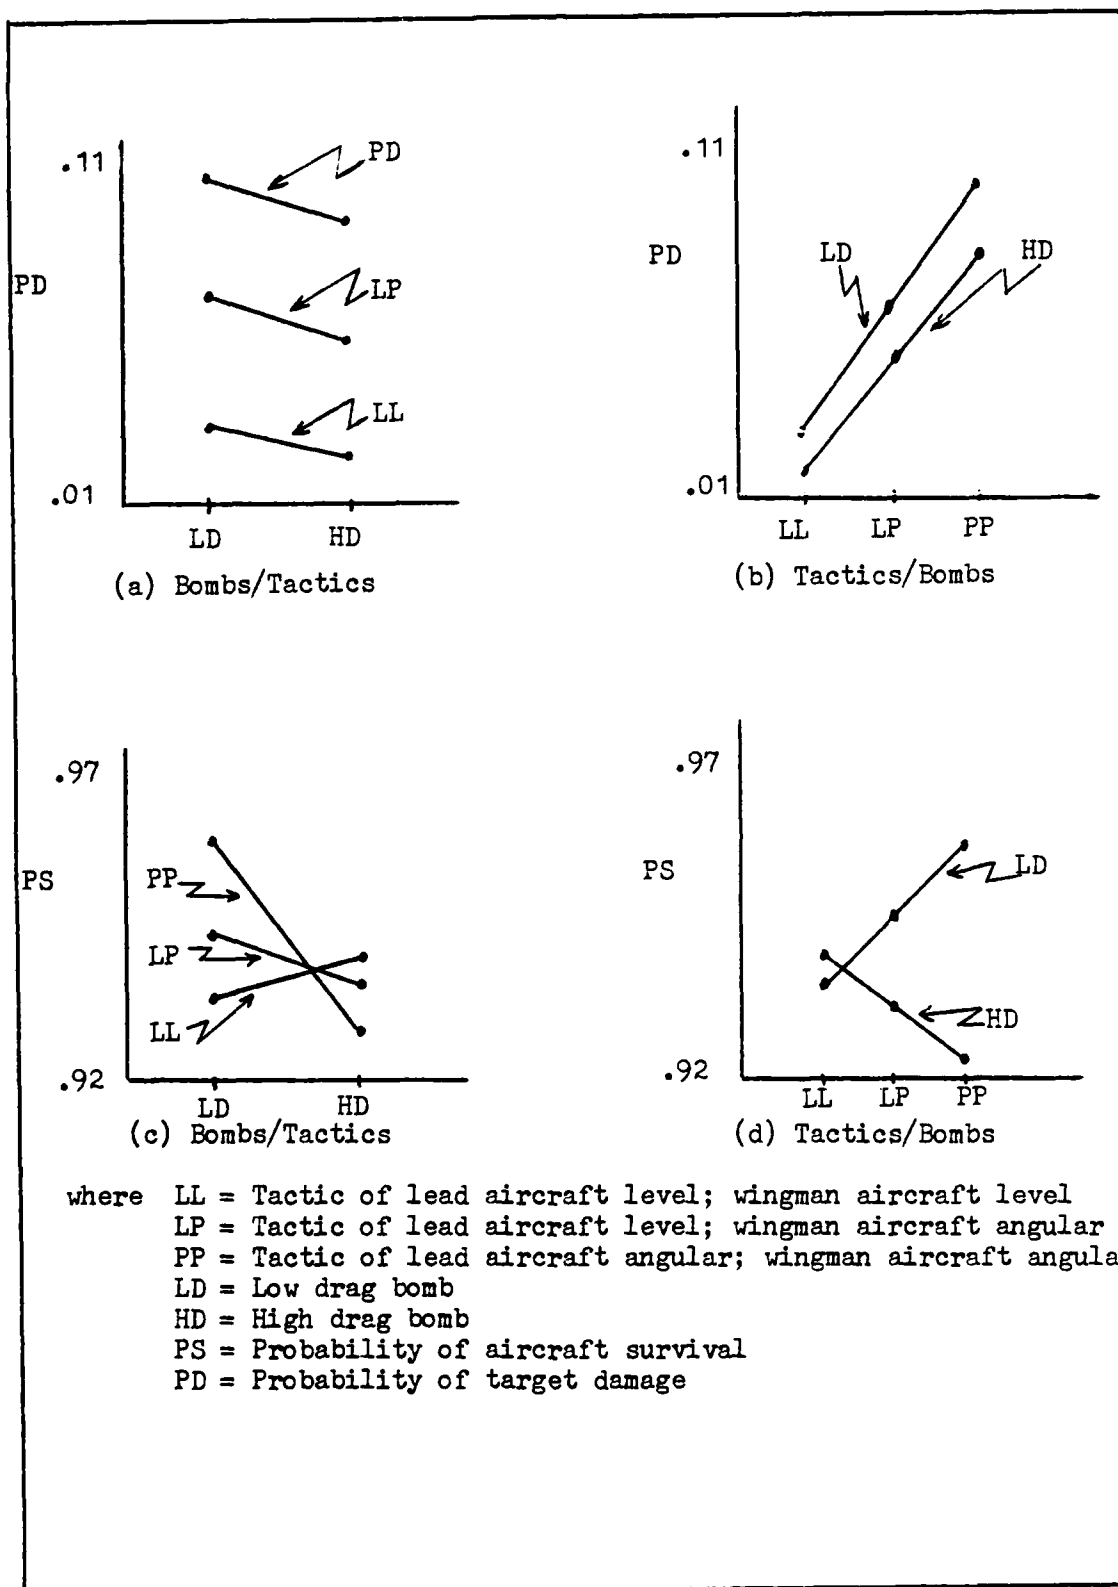 .11
PD
LP
LL
PD
.01
LD HD
(a) Bombs/Tactics
.11
PD
LD
HD
.01
LL LP PP
(b) Tactics/Bombs
.97
PS
PP
LP
LL
.92
LD HD
(c) Bombs/Tactics
.97
PS
LD
HD
.92
LL LP PP
(d) Tactics/Bombs
where LL = Tactic of lead aircraft level; wingman aircraft level
LP = Tactic of lead aircraft level; wingman aircraft angular
PP = Tactic of lead aircraft angular; wingman aircraft angula
LD = Low drag bomb
HD = High drag bomb
PS = Probability of aircraft survival
PD = Probability of target damage